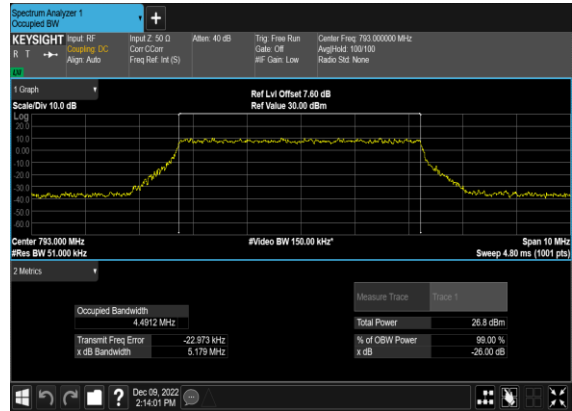 Spectrum Analyzer 1
Occupied BW
+
KEYSIGHT
R T
Input: RF
Coupling: DC
Align: Auto
Input Z: 50 Ω
Corr CCorr
Freq Ref: Int (S)
Atten: 40 dB
Trig: Free Run
Gate: Off
#IF Gain: Low
Center Freq: 793.000000 MHz
Avg|Hold: 100/100
Radio Std: None
1 Graph
Scale/Div 10.0 dB
Ref Lvl Offset 7.60 dB
Ref Value 30.00 dBm
Log
20.0
10.0
0.00
-10.0
-20.0
-30.0
-40.0
-50.0
-60.0
Center 793.000 MHz
#Res BW 51.000 kHz
#Video BW 150.00 kHz*
Span 10 MHz
Sweep 4.80 ms (1001 pts)
2 Metrics
Measure Trace Trace 1
Occupied Bandwidth
4.4912 MHz
Total Power 26.8 dBm
Transmit Freq Error -22.973 kHz
% of OBW Power 99.00 %
x dB Bandwidth 5.179 MHz
x dB -26.00 dB
?
Dec 09, 2022
2:14:01 PM